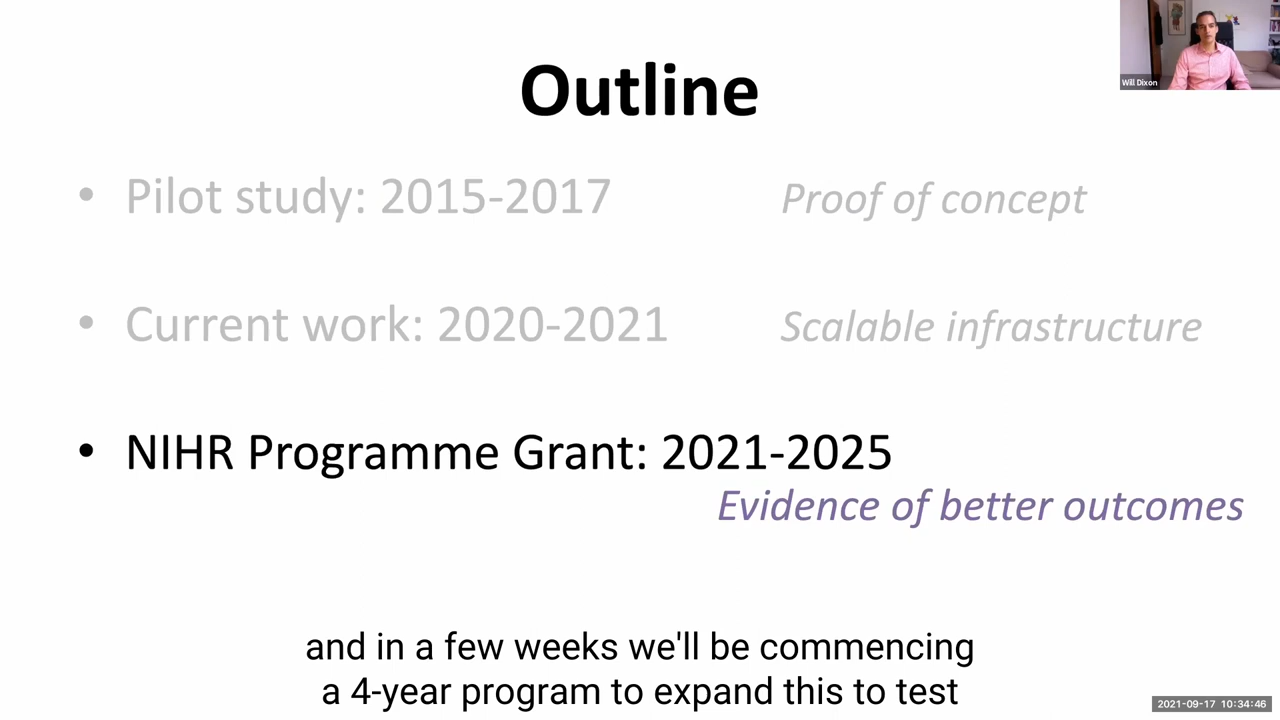 Outline
Will Dixon
• Pilot study: 2015-2017 Proof of concept
• Current work: 2020-2021 Scalable infrastructure
• NIHR Programme Grant: 2021-2025
Evidence of better outcomes
and in a few weeks we'll be commencing
a 4-year program to expand this to test
2021-09-17 10:34:46